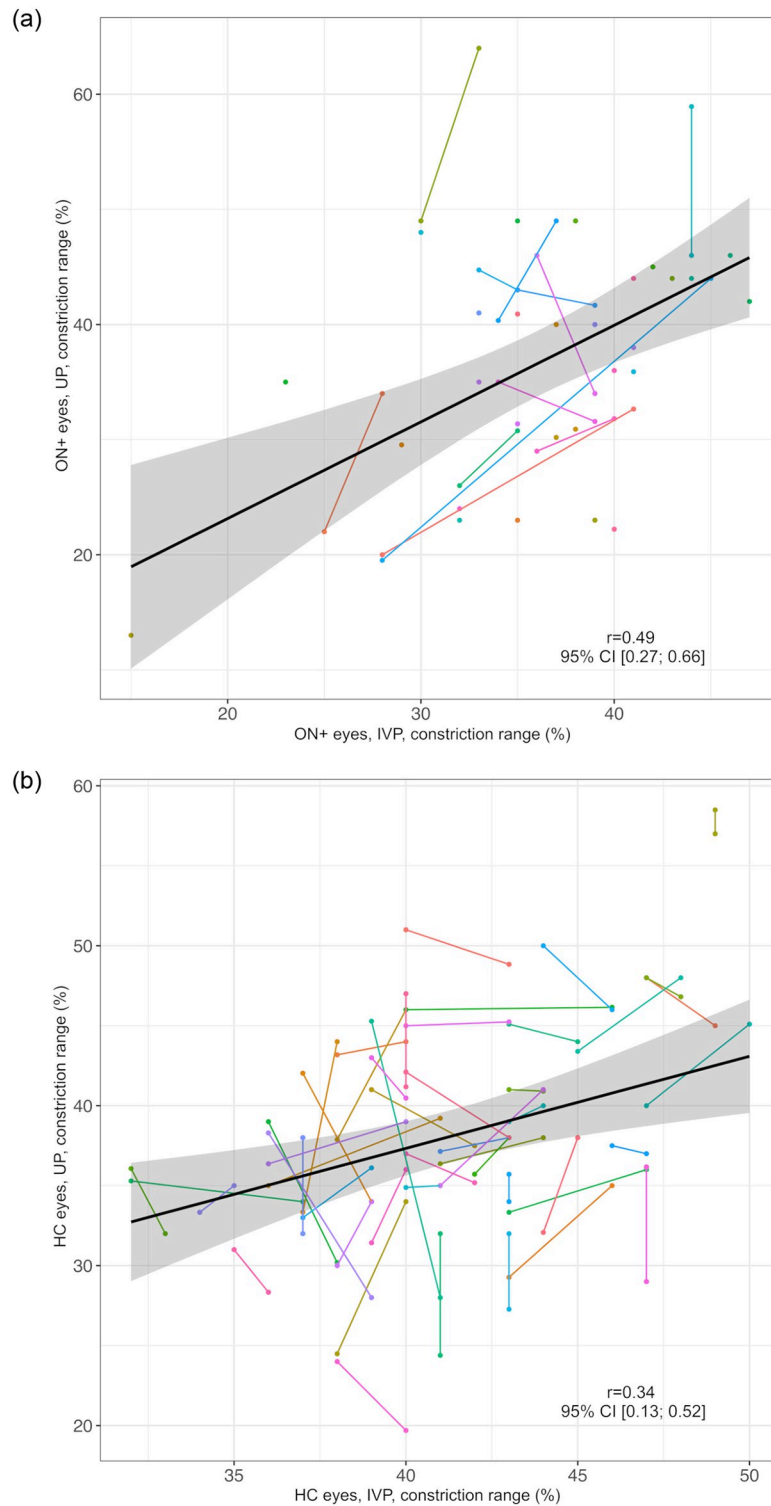 (a)
ON+ eyes, UP, constriction range (%)
60
40
20
r=0.49
95% CI [0.27; 0.66]
20
30
40
ON+ eyes, IVP, constriction range (%)
(b)
HC eyes, UP, constriction range (%)
60
50
40
30
20
r=0.34
95% CI [0.13; 0.52]
35
40
45
50
HC eyes, IVP, constriction range (%)